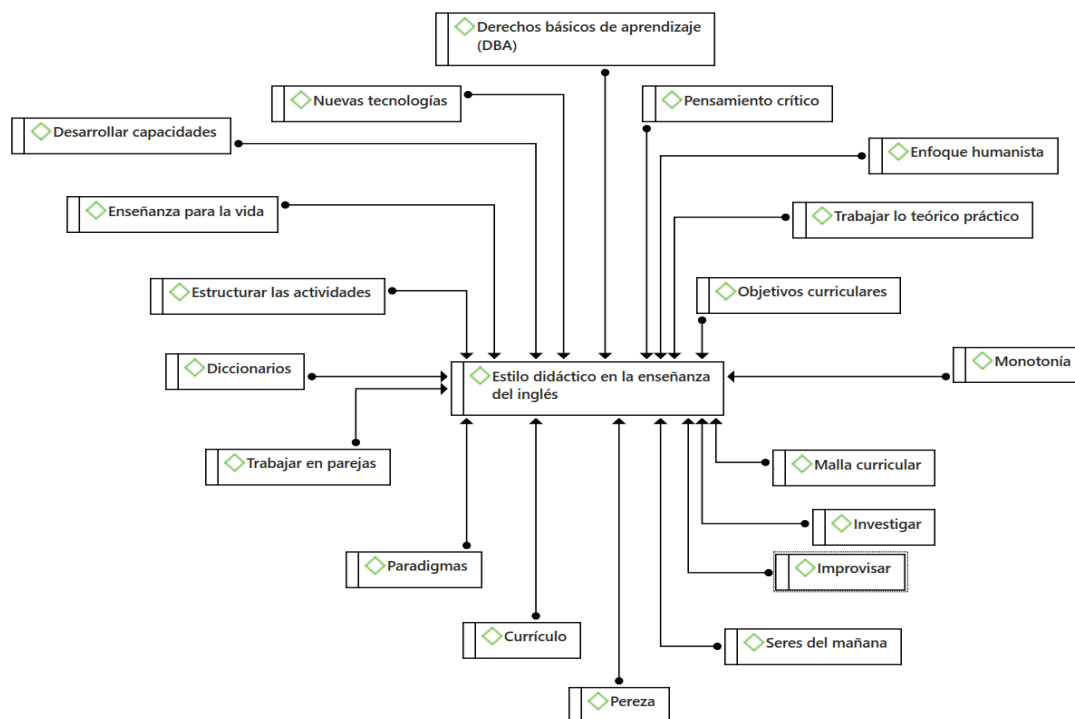 Derechos básicos de aprendizaje
(DBA)
Nuevas tecnologías
Pensamiento crítico
Desarrollar capacidades
Enfoque humanista
Enseñanza para la vida
Trabajar lo teórico práctico
Estructurar las actividades
Objetivos curriculares
Diccionarios
Estilo didáctico en la enseñanza
del inglés
Monotonía
Trabajar en parejas
Malla curricular
Investigar
Paradigmas
Improvisar
Currículo
Seres del mañana
Pereza